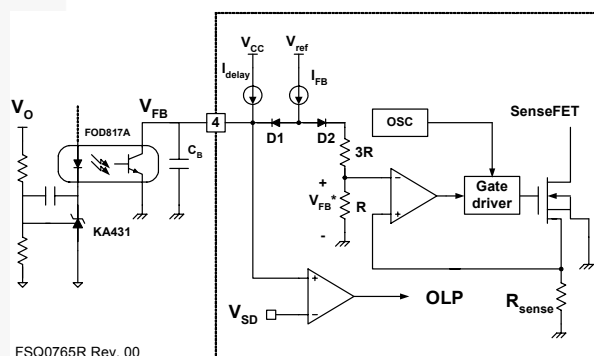 V_CC V_ref
I_delay I_FB
V_O
V_FB
FOD817A
4
D1 D2
SenseFET
OSC
C_B
3R
+
V_FB*
-
R
−
+
Gate driver
KA431
+
−
V_SD
OLP
R_sense
FSQ0765R Rev. 00